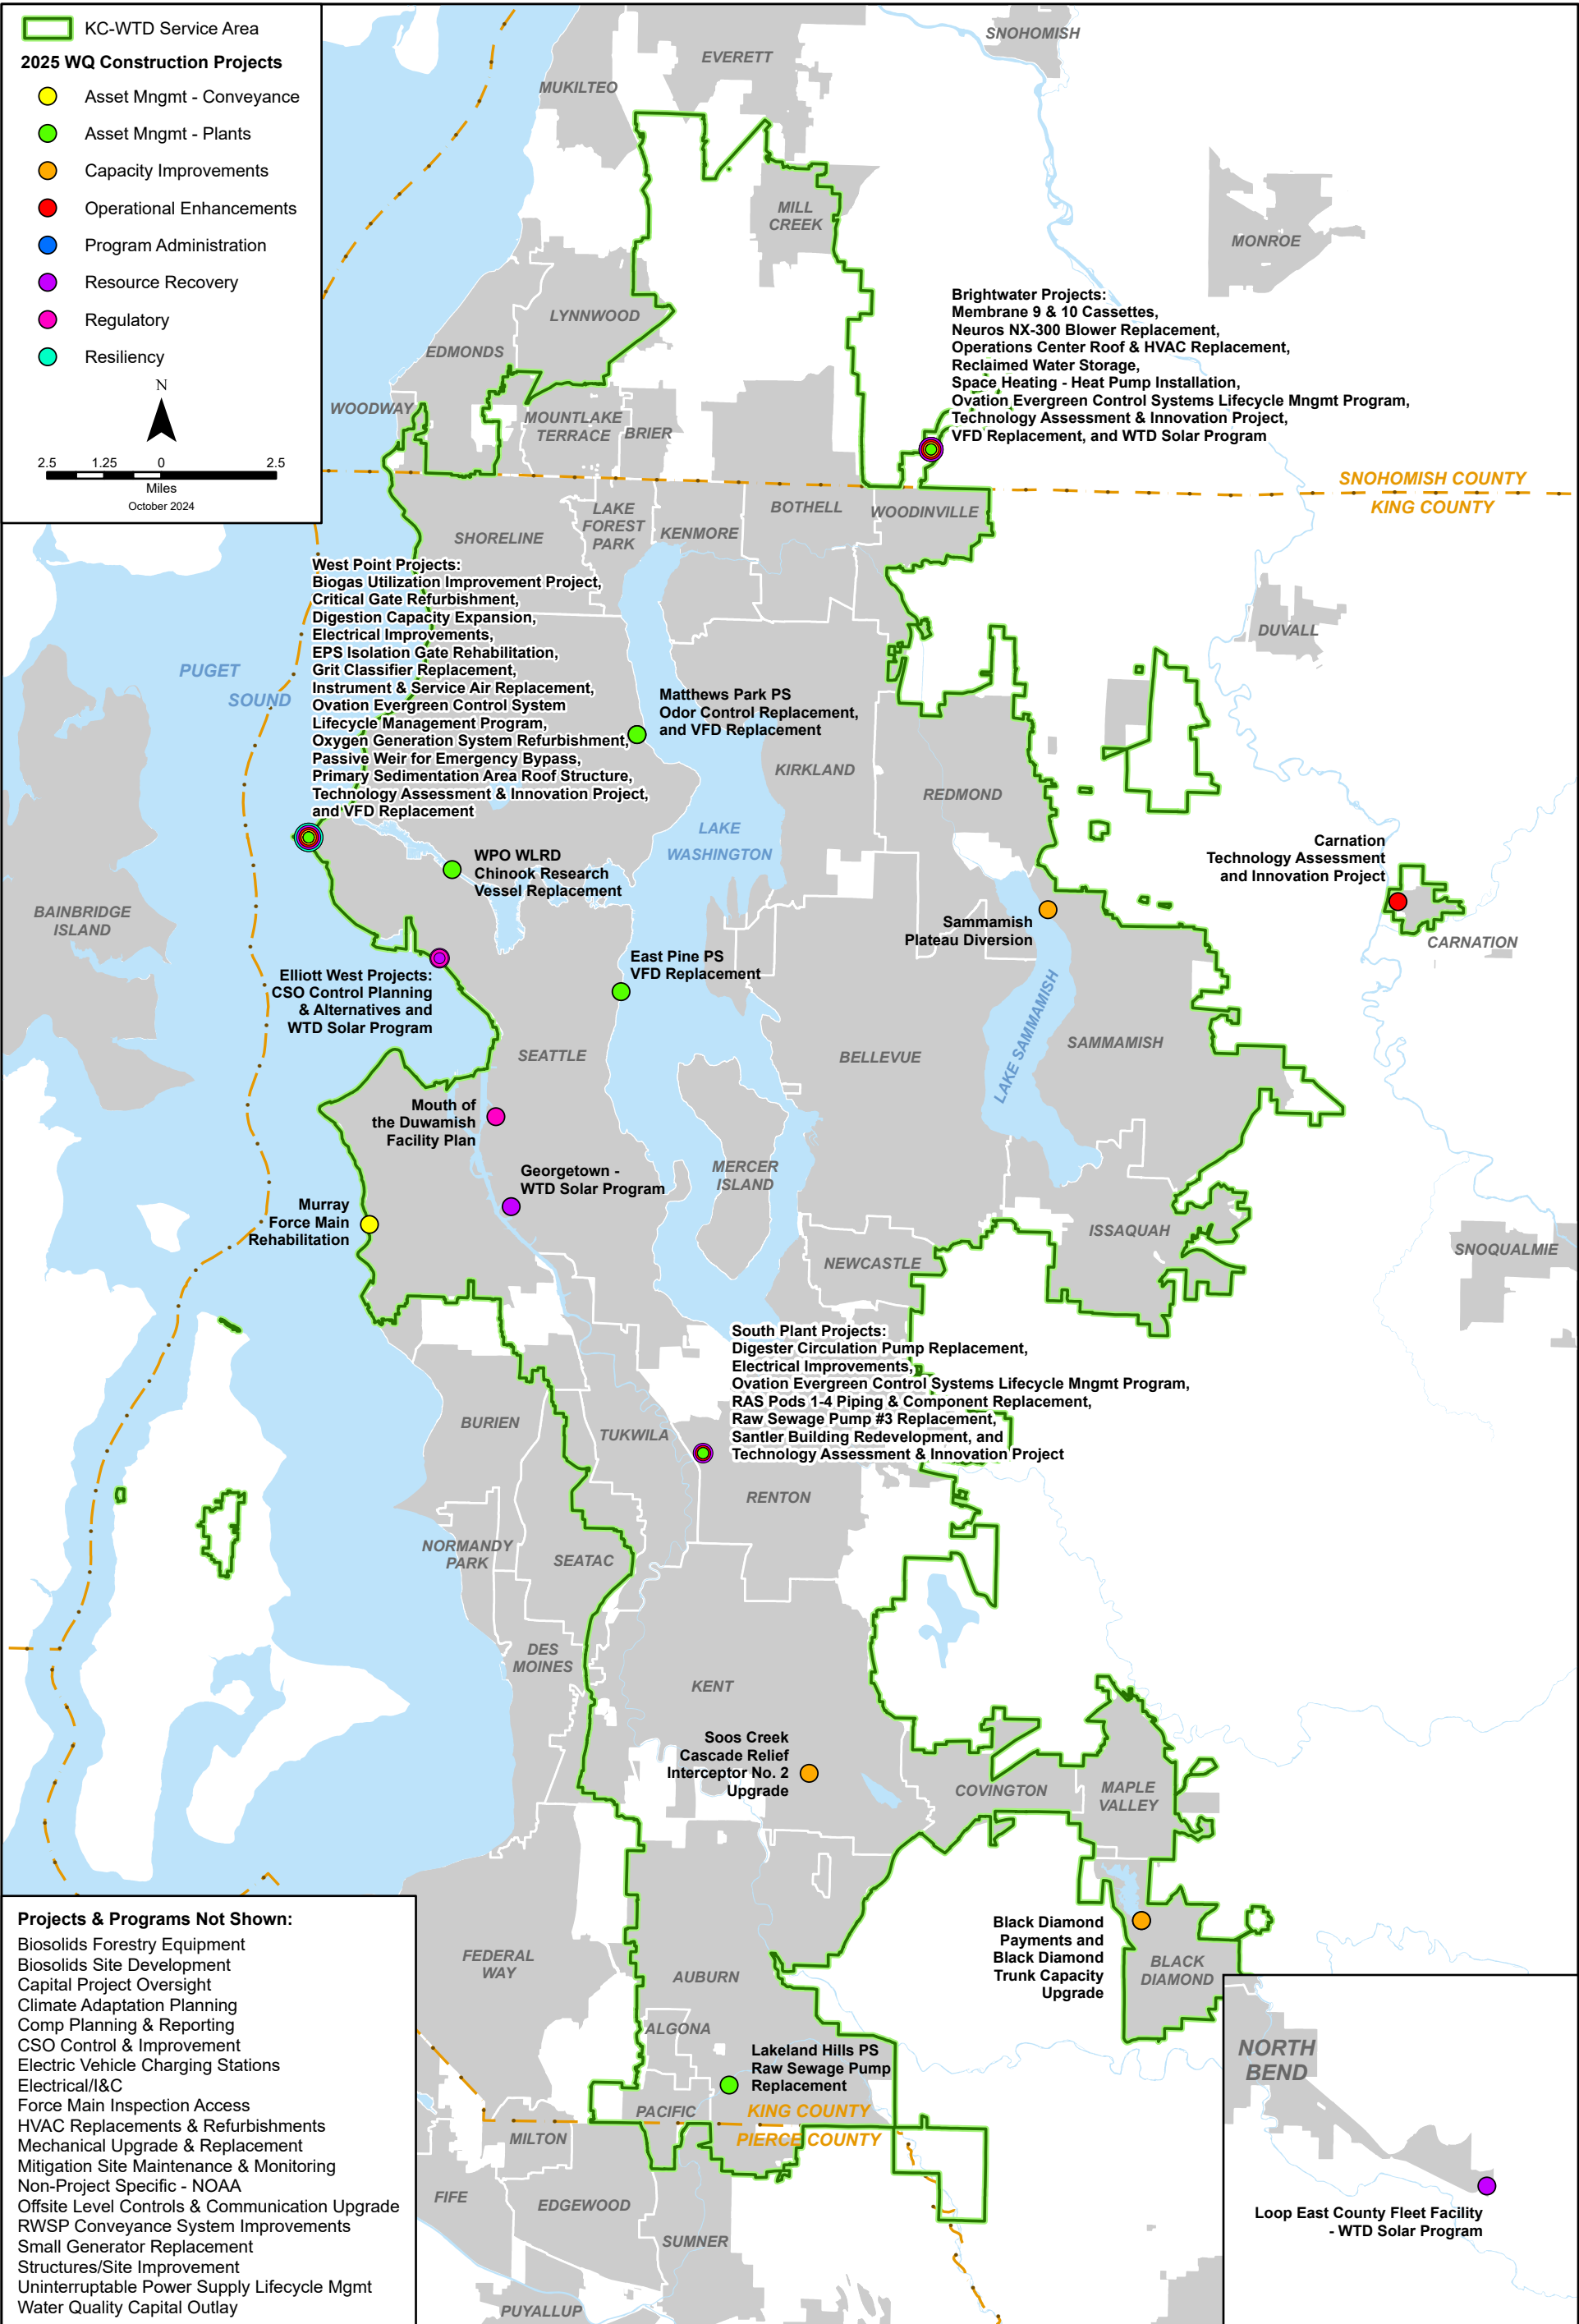 KC-WTD Service Area
2025 WQ Construction Projects
Asset Mngmt - Conveyance
Asset Mngmt - Plants
Capacity Improvements
Operational Enhancements
Program Administration
Resource Recovery
Regulatory
Resiliency
N
2.5 1.25 0 2.5
Miles
October 2024
SNOHOMISH
EVERETT
MUKILTEO
MILL
CREEK
MONROE
LYNNWOOD
EDMONDS
WOODWAY
MOUNTLAKE
TERRACE
BRIER
Brightwater Projects:
Membrane 9 & 10 Cassettes,
Neuros NX-300 Blower Replacement,
Operations Center Roof & HVAC Replacement,
Reclaimed Water Storage,
Space Heating - Heat Pump Installation,
Ovation Evergreen Control Systems Lifecycle Mngmt Program,
Technology Assessment & Innovation Project,
VFD Replacement, and WTD Solar Program
SNOHOMISH COUNTY
KING COUNTY
SHORELINE
LAKE
FOREST
PARK
KENMORE
BOTHELL
WOODINVILLE
DUVALL
West Point Projects:
Biogas Utilization Improvement Project,
Critical Gate Refurbishment,
Digestion Capacity Expansion,
Electrical Improvements,
EPS Isolation Gate Rehabilitation,
Grit Classifier Replacement,
Instrument & Service Air Replacement,
Ovation Evergreen Control System
Lifecycle Management Program,
Oxygen Generation System Refurbishment,
Passive Weir for Emergency Bypass,
Primary Sedimentation Area Roof Structure,
Technology Assessment & Innovation Project,
and VFD Replacement
PUGET
SOUND
Matthews Park PS
Odor Control Replacement,
and VFD Replacement
KIRKLAND
REDMOND
LAKE
WASHINGTON
WPO WLRD
Chinook Research
Vessel Replacement
Carnation
Technology Assessment
and Innovation Project
CARNATION
BAINBRIDGE
ISLAND
Sammamish
Plateau Diversion
Elliott West Projects:
CSO Control Planning
& Alternatives and
WTD Solar Program
East Pine PS
VFD Replacement
SEATTLE
BELLEVUE
LAKE SAMMAMISH
SAMMAMISH
Mouth of
the Duwamish
Facility Plan
Georgetown -
WTD Solar Program
MERCER
ISLAND
Murray
Force Main
Rehabilitation
ISSAQUAH
NEWCASTLE
SNOQUALMIE
South Plant Projects:
Digester Circulation Pump Replacement,
Electrical Improvements,
Ovation Evergreen Control Systems Lifecycle Mngmt Program,
RAS Pods 1-4 Piping & Component Replacement,
Raw Sewage Pump #3 Replacement,
Santler Building Redevelopment, and
Technology Assessment & Innovation Project
BURIEN
TUKWILA
RENTON
NORMANDY
PARK
SEATAC
DES
MOINES
KENT
Soos Creek
Cascade Relief
Interceptor No. 2
Upgrade
COVINGTON
MAPLE
VALLEY
Black Diamond
Payments and
Black Diamond
Trunk Capacity
Upgrade
BLACK
DIAMOND
FEDERAL
WAY
AUBURN
ALGONA
Lakeland Hills PS
Raw Sewage Pump
Replacement
PACIFIC
KING COUNTY
PIERCE COUNTY
MILTON
FIFE
EDGEWOOD
SUMNER
PUYALLUP
NORTH
BEND
Loop East County Fleet Facility
- WTD Solar Program
Projects & Programs Not Shown:
Biosolids Forestry Equipment
Biosolids Site Development
Capital Project Oversight
Climate Adaptation Planning
Comp Planning & Reporting
CSO Control & Improvement
Electric Vehicle Charging Stations
Electrical/I&C
Force Main Inspection Access
HVAC Replacements & Refurbishments
Mechanical Upgrade & Replacement
Mitigation Site Maintenance & Monitoring
Non-Project Specific - NOAA
Offsite Level Controls & Communication Upgrade
RWSP Conveyance System Improvements
Small Generator Replacement
Structures/Site Improvement
Uninterruptable Power Supply Lifecycle Mgmt
Water Quality Capital Outlay